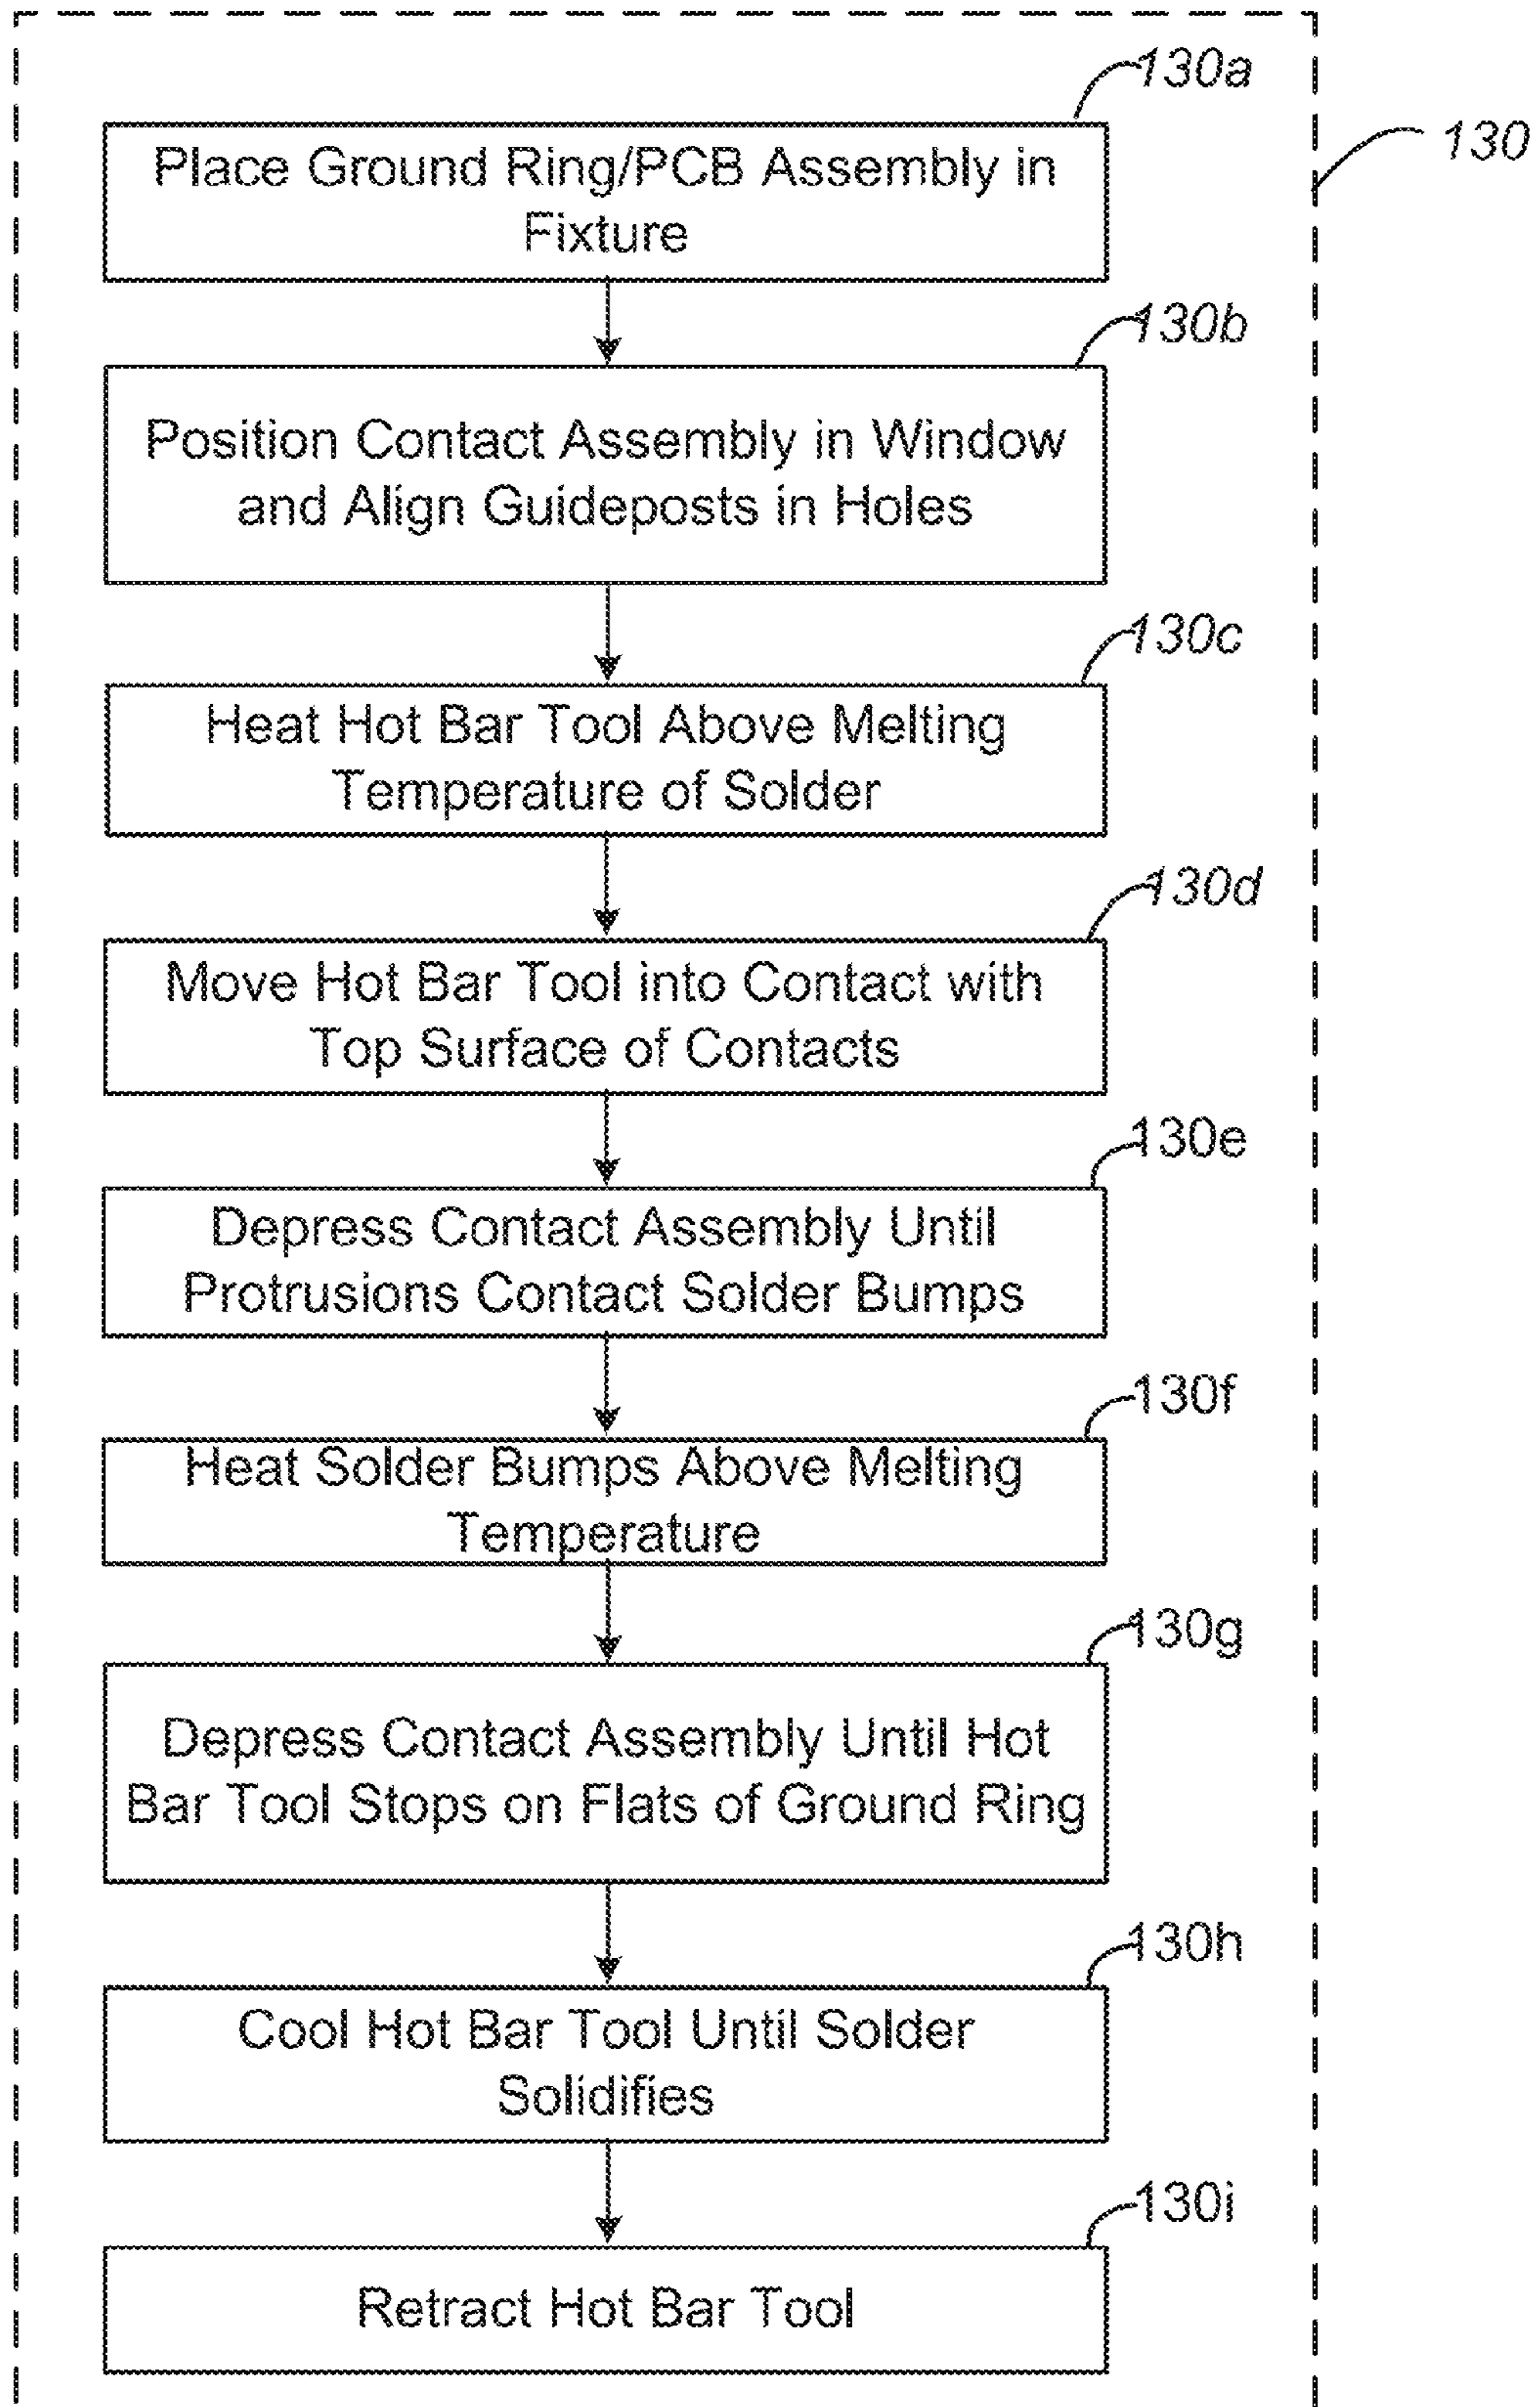 130a
130
Place Ground Ring/PCB Assembly in
Fixture
130b
Position Contact Assembly in Window
and Align Guideposts in Holes
130c
Heat Hot Bar Tool Above Melting
Temperature of Solder
130d
Move Hot Bar Tool into Contact with
Top Surface of Contacts
130e
Depress Contact Assembly Until
Protrusions Contact Solder Bumps
130f
Heat Solder Bumps Above Melting
Temperature
130g
Depress Contact Assembly Until Hot
Bar Tool Stops on Flats of Ground Ring
130h
Cool Hot Bar Tool Until Solder
Solidifies
130i
Retract Hot Bar Tool